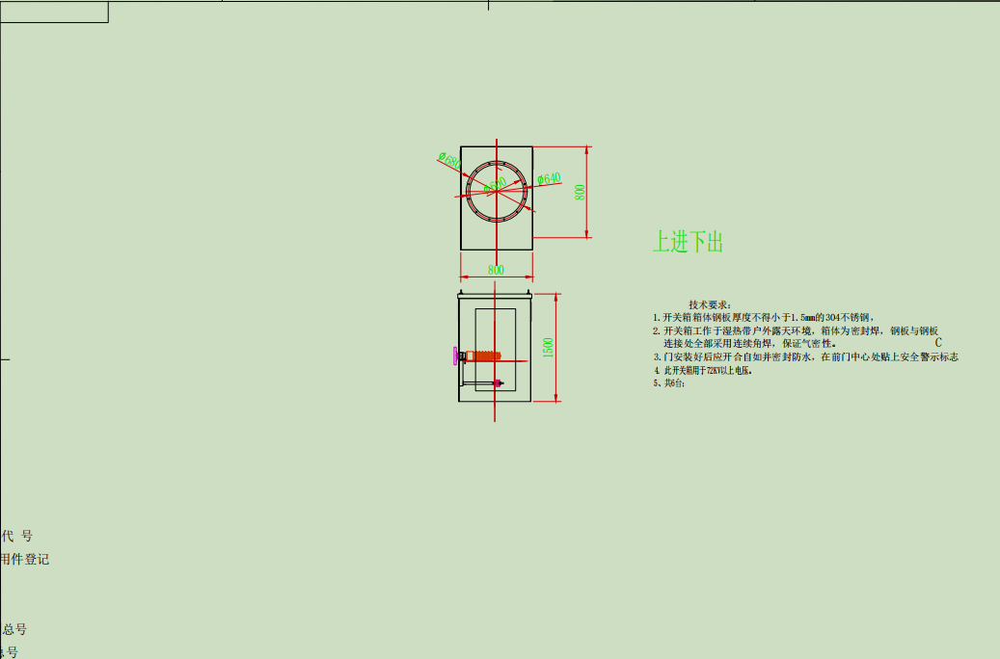 ø680
ø600
ø640
800
800
上进下出
技术要求:
1.开关箱箱体钢板厚度不得小于1.5mm的304不锈钢,
2.开关箱工作于湿热带户外露天环境,箱体为密封焊,钢板与钢板
连接处全部采用连续角焊,保证气密性。
C
3.门安装好后应开合自如并密封防水,在前门中心处贴上安全警示标志
4.此开关箱用于72KV以上电压。
5、共6台;
1500
代 号
用件登记
总号
总号